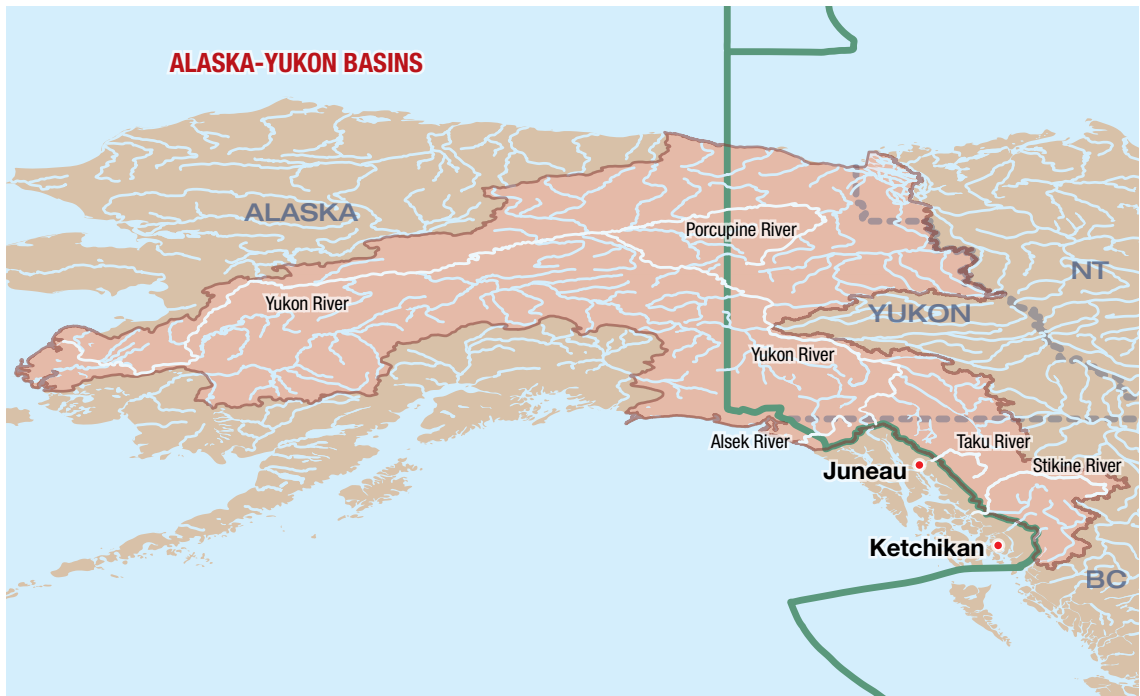 ALASKA-YUKON BASINS
ALASKA
Porcupine River
NT
Yukon River
YUKON
Yukon River
Alsek River
Taku River
Juneau
Stikine River
Ketchikan
BC